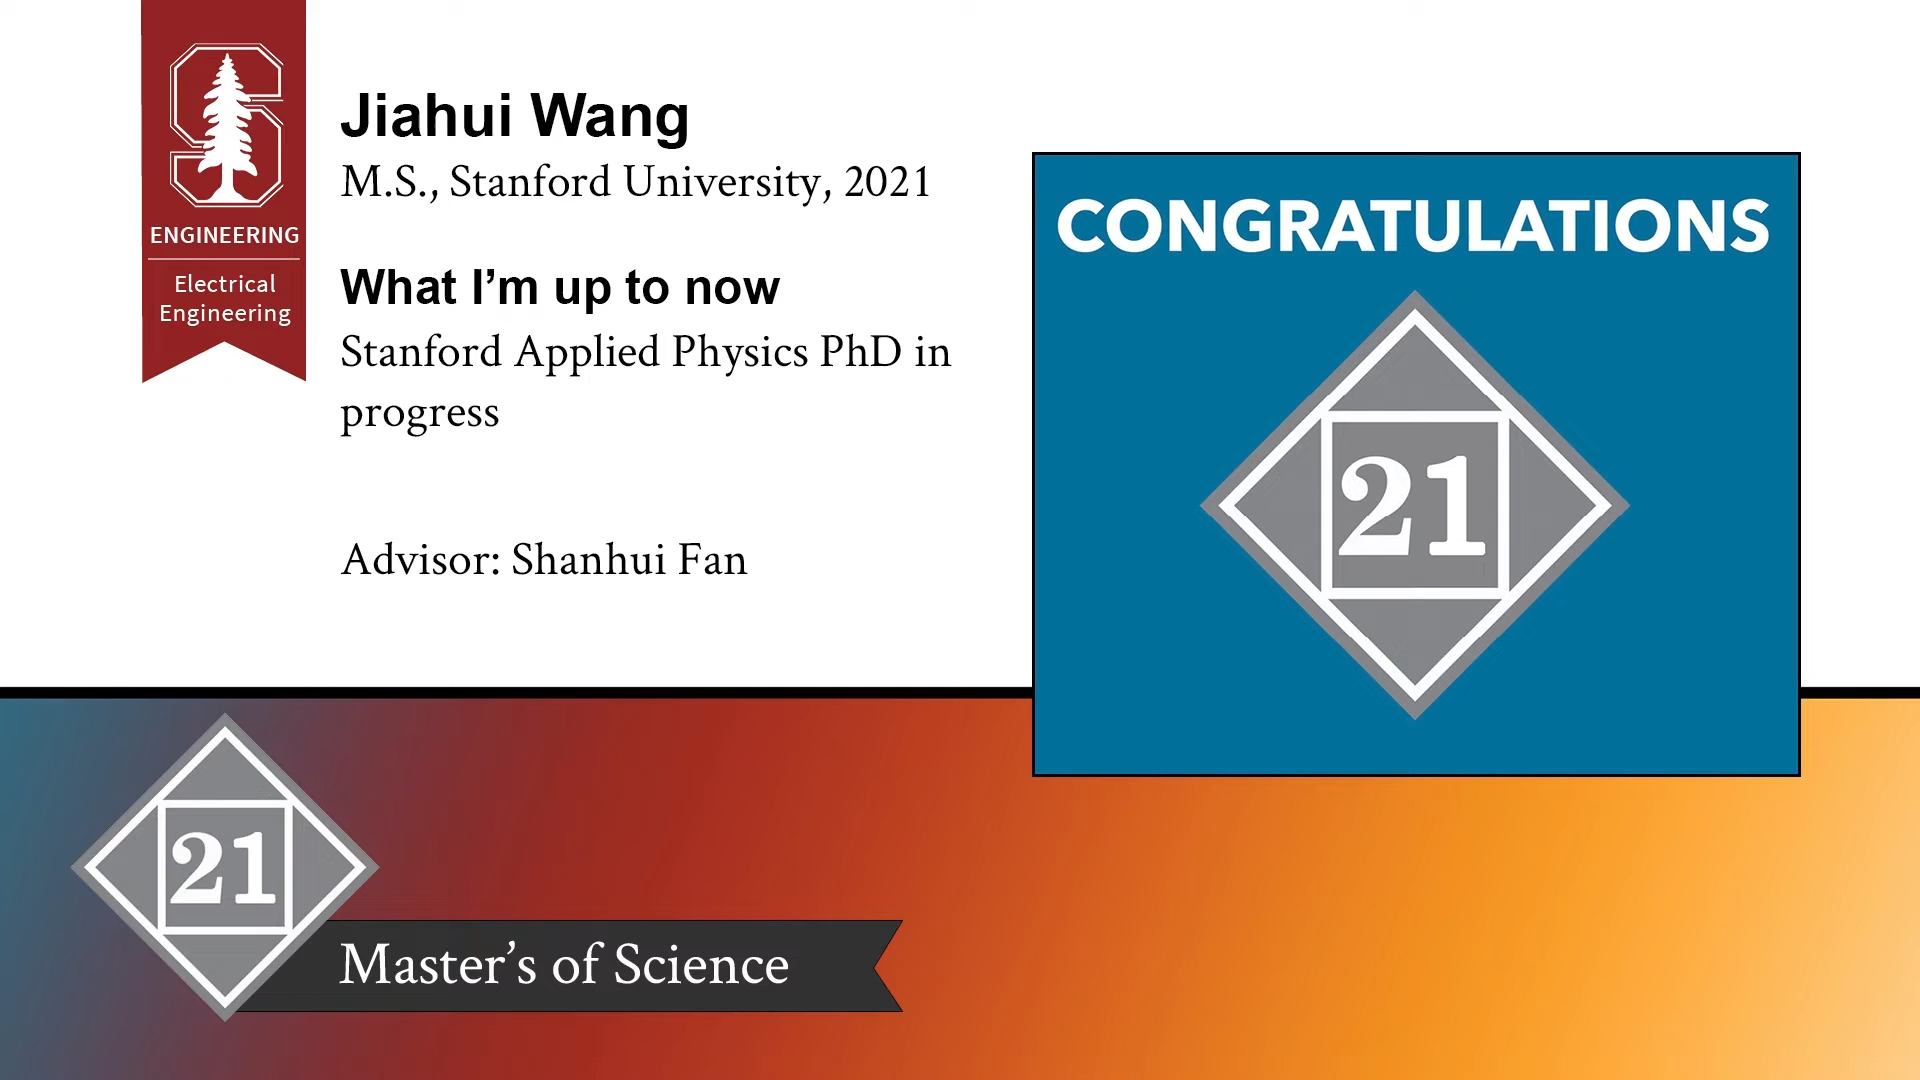 ENGINEERING
Electrical
Engineering
Jiahui Wang
M.S., Stanford University, 2021
What I’m up to now
Stanford Applied Physics PhD in
progress
Advisor: Shanhui Fan
CONGRATULATIONS
21
21
Master’s of Science